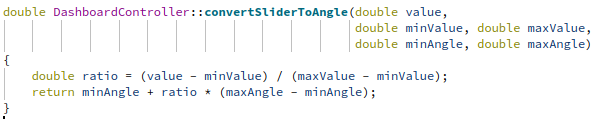 double DashboardController::convertSliderToAngle(double value,
double minValue, double maxValue,
double minAngle, double maxAngle)
{
double ratio = (value - minValue) / (maxValue - minValue);
return minAngle + ratio * (maxAngle - minAngle);
}